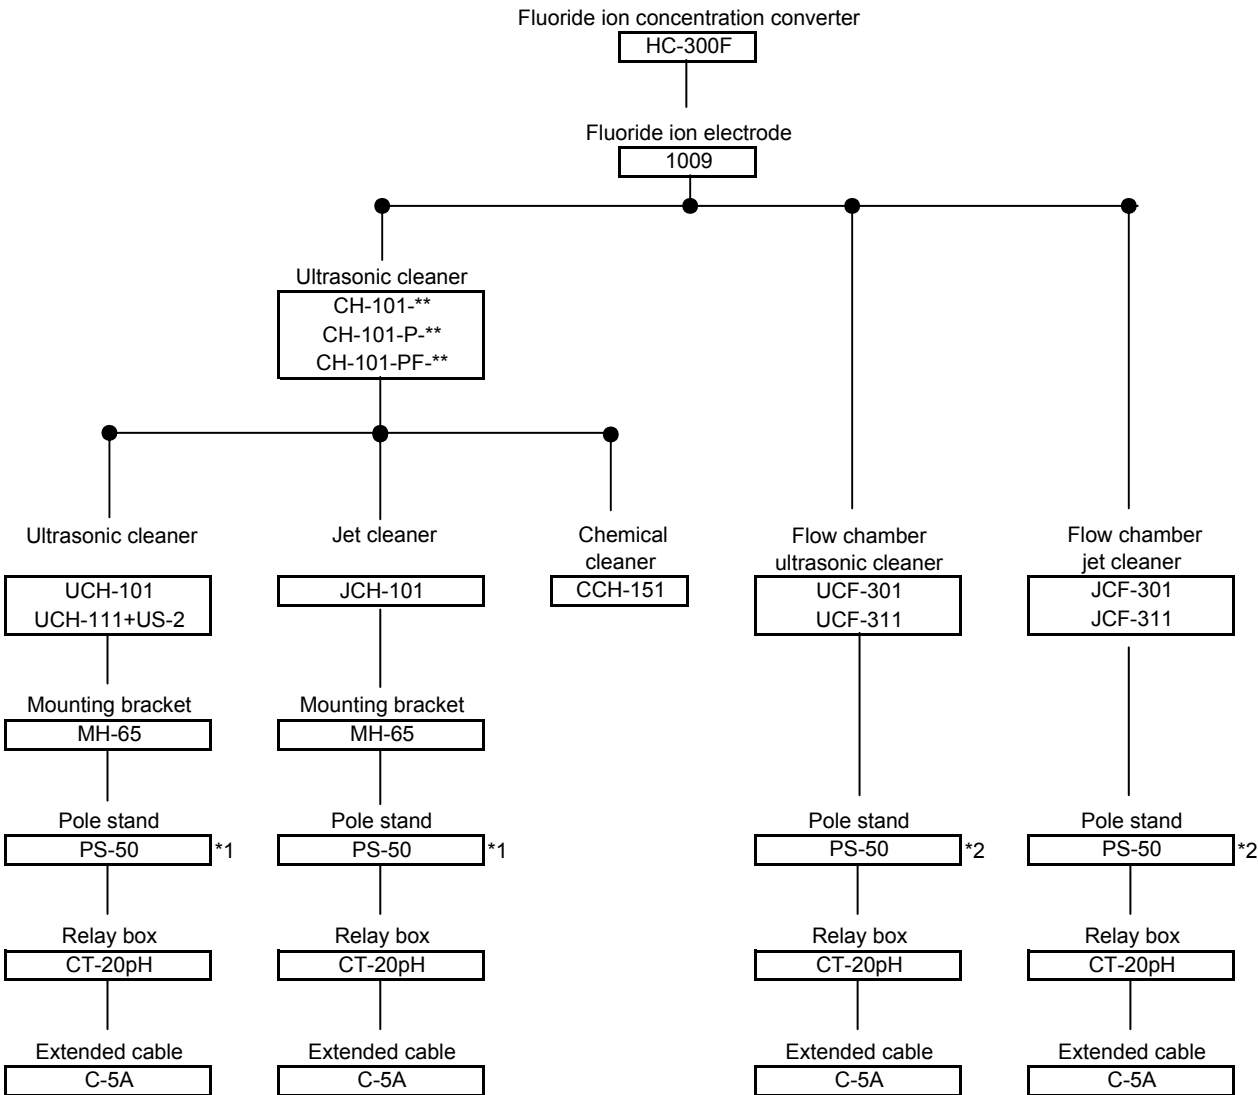 Fluoride ion concentration converter
HC-300F
Fluoride ion electrode
1009
Ultrasonic cleaner
CH-101-**
CH-101-P-**
CH-101-PF-**
Ultrasonic cleaner
UCH-101
UCH-111+US-2
Mounting bracket
MH-65
Pole stand
PS-50 *1
Relay box
CT-20pH
Extended cable
C-5A
Jet cleaner
JCH-101
Mounting bracket
MH-65
Pole stand
PS-50 *1
Relay box
CT-20pH
Extended cable
C-5A
Chemical
cleaner
CCH-151
Flow chamber
ultrasonic cleaner
UCF-301
UCF-311
Pole stand
PS-50 *2
Relay box
CT-20pH
Extended cable
C-5A
Flow chamber
jet cleaner
JCF-301
JCF-311
Pole stand
PS-50 *2
Relay box
CT-20pH
Extended cable
C-5A